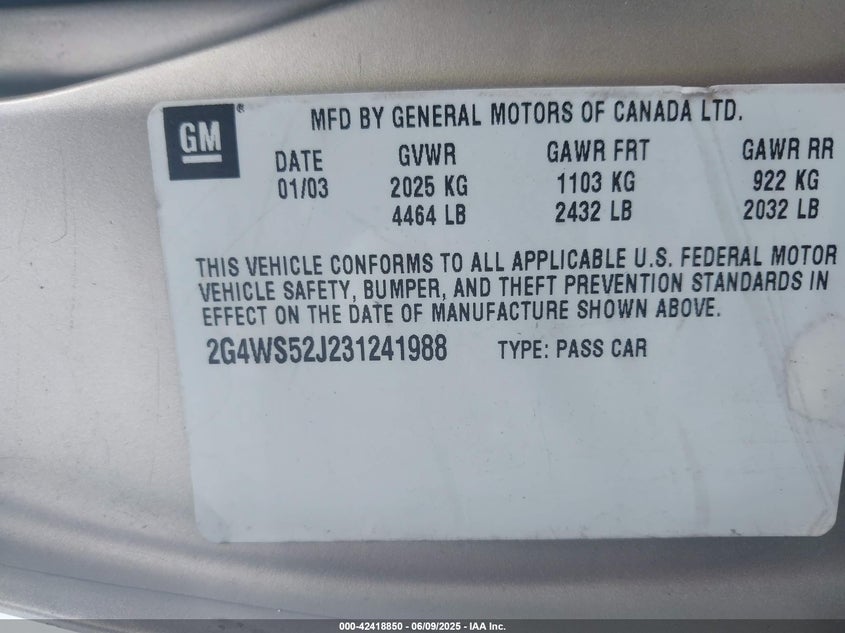 GM ®
MFD BY GENERAL MOTORS OF CANADA LTD.
DATE GVWR GAWR FRT GAWR RR
01/03 2025 KG 1103 KG 922 KG
4464 LB 2432 LB 2032 LB
THIS VEHICLE CONFORMS TO ALL APPLICABLE U.S. FEDERAL MOTOR
VEHICLE SAFETY, BUMPER, AND THEFT PREVENTION STANDARDS IN
EFFECT ON THE DATE OF MANUFACTURE SHOWN ABOVE.
2G4WS52J231241988 TYPE: PASS CAR
000-42418850 | 06/09/2025 - IAA Inc.